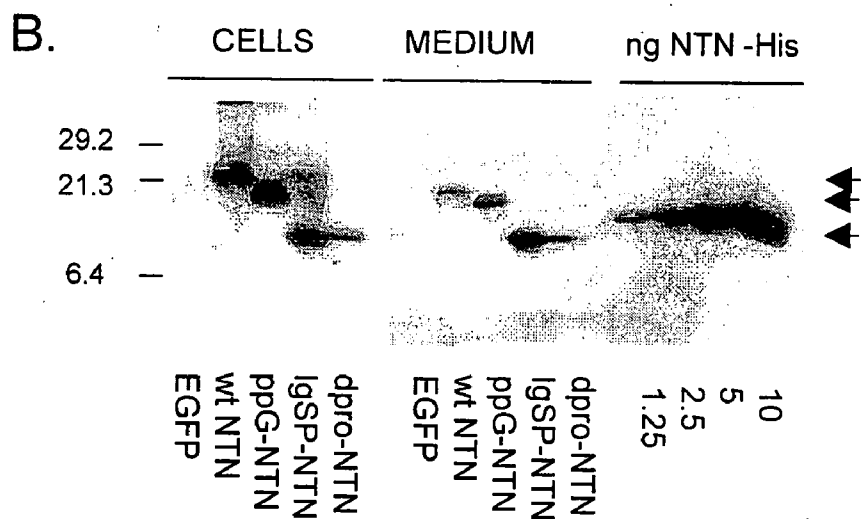 B.
CELLS MEDIUM ng NTN -His
29.2
21.3
6.4
EGFP
wt NTN
ppG-NTN
IgSP-NTN
dpro-NTN
EGFP
wt NTN
ppG-NTN
IgSP-NTN
dpro-NTN
1.25
2.5
5
10